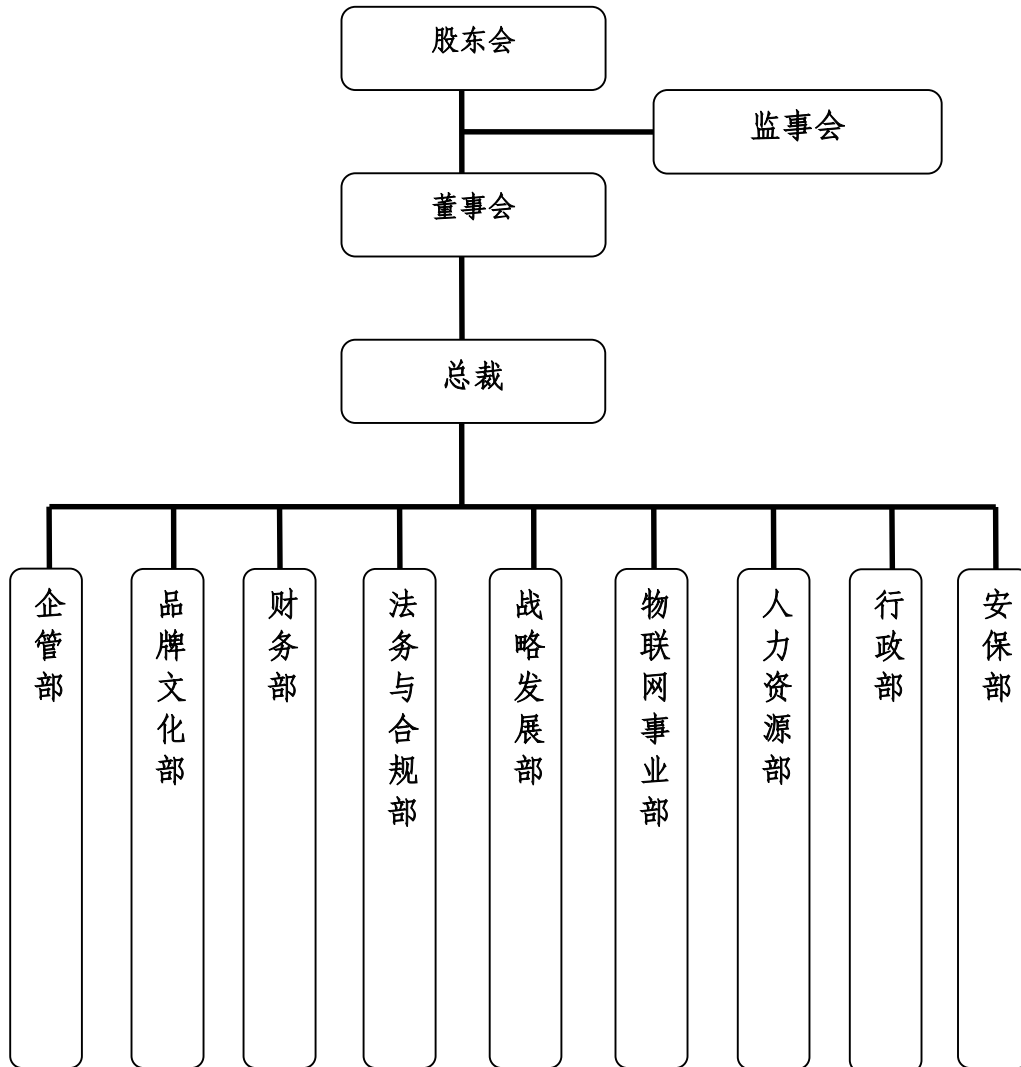 股东会
监事会
董事会
总裁
企管部
品牌文化部
财务部
法务与合规部
战略发展部
物联网事业部
人力资源部
行政部
安保部